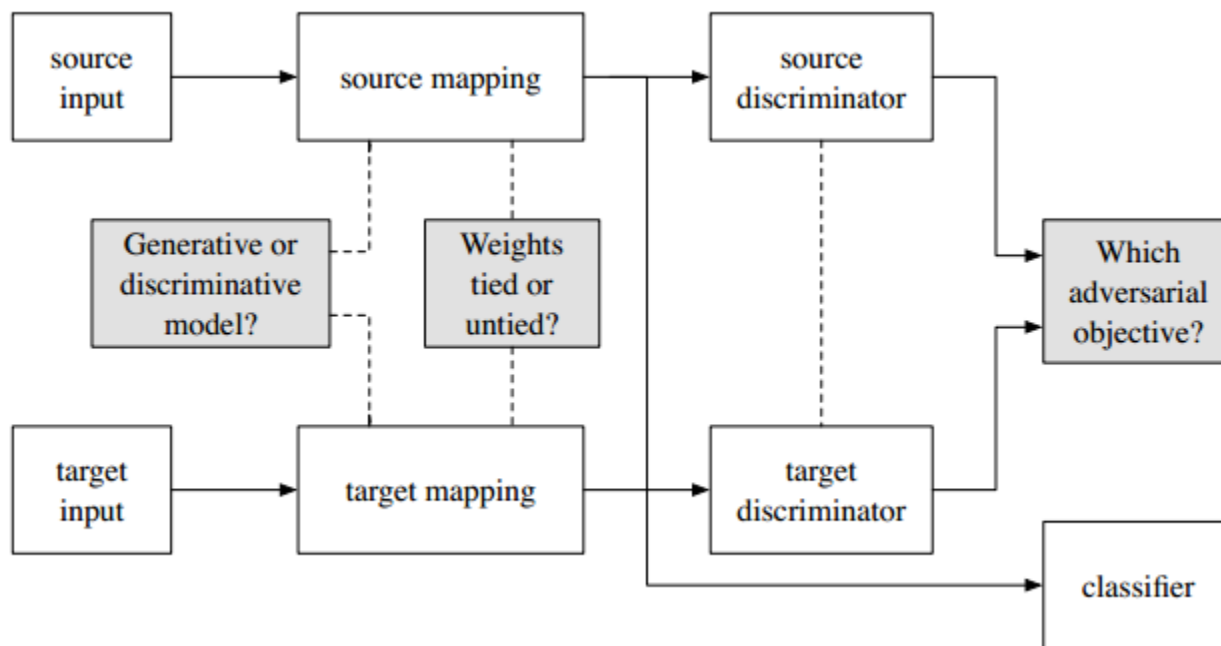 source
input
source mapping
source
discriminator
Generative or
discriminative
model?
Weights
tied or
untied?
Which
adversarial
objective?
target
input
target mapping
target
discriminator
classifier